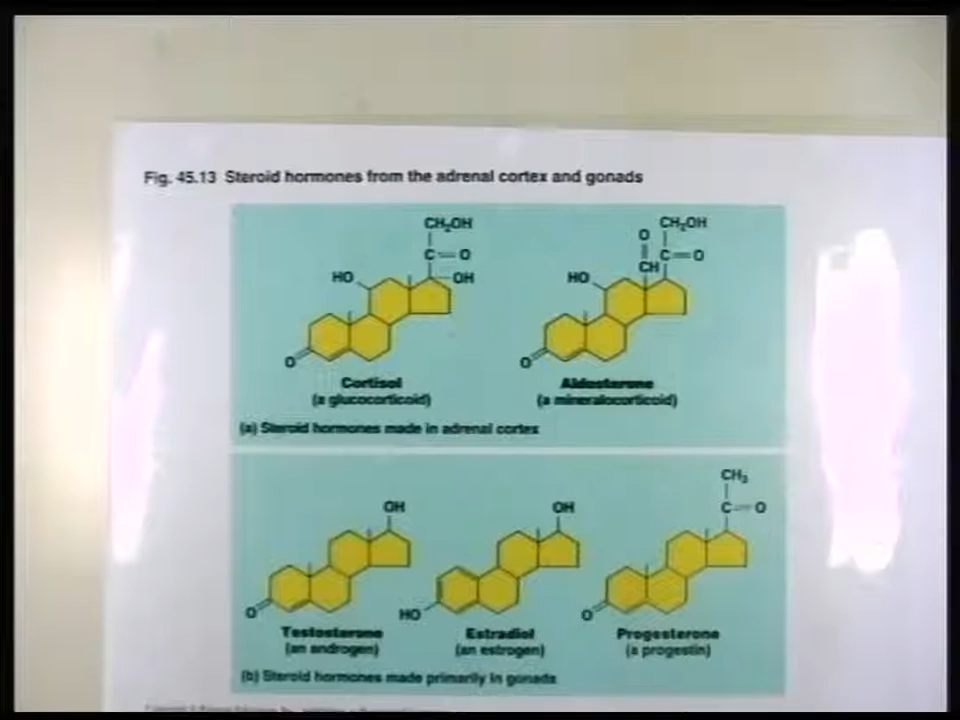 Fig. 45.13 Steroid hormones from the adrenal cortex and gonads
CH₂OH
C=O
HO
OH
O
Cortisol
(a glucocorticoid)
CH₂OH
O
C=O
CH
HO
O
Aldosterone
(a mineralocorticoid)
(a) Steroid hormones made in adrenal cortex
OH
O
Testosterone
(an androgen)
OH
HO
Estradiol
(an estrogen)
CH₃
C=O
O
Progesterone
(a progestin)
(b) Steroid hormones made primarily in gonads